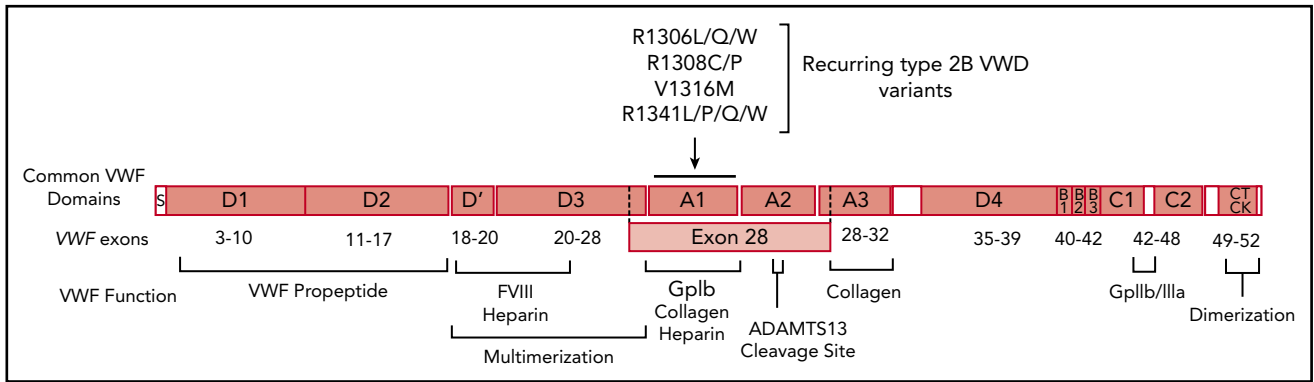 R1306L/Q/W
R1308C/P
V1316M
R1341L/P/Q/W
Recurring type 2B VWD
variants
Common VWF
Domains
S D1 D2 D′ D3 A1 A2 A3 D4 B1 B2 B3 C1 C2 CT
CK
VWF exons 3-10 11-17 18-20 20-28 Exon 28 28-32 35-39 40-42 42-48 49-52
VWF Function
VWF Propeptide
FVIII
Heparin
Multimerization
GpIb
Collagen
Heparin
ADAMTS13
Cleavage Site
Collagen
GpIIb/IIIa
Dimerization